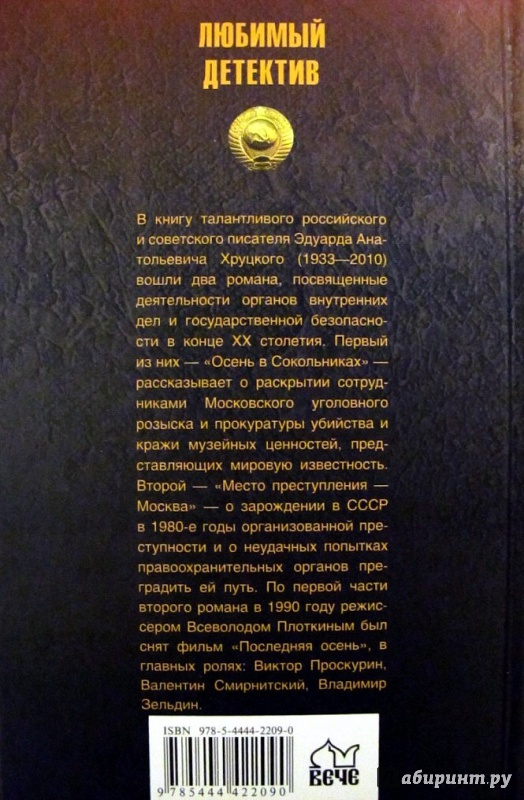 ЛЮБИМЫЙ
ДЕТЕКТИВ
В книгу талантливого российского
и советского писателя Эдуарда Ана-
тольевича Хруцкого (1933—2010)
вошли два романа, посвященные
деятельности органов внутренних
дел и государственной безопасно-
сти в конце XX столетия. Первый
из них — «Осень в Сокольниках» —
рассказывает о раскрытии сотруд-
никами Московского уголовного
розыска и прокуратуры убийства и
кражи музейных ценностей, пред-
ставляющих мировую известность.
Второй — «Место преступления —
Москва» — о зарождении в СССР
в 1980-е годы организованной пре-
ступности и о неудачных попытках
правоохранительных органов пре-
градить ей путь. По первой части
второго романа в 1990 году режис-
сером Всеволодом Плоткиным был
снят фильм «Последняя осень», в
главных ролях: Виктор Проскурин,
Валентин Смирнитский, Владимир
Зельдин.
ISBN 978-5-4444-2209-0
9 785444 422090
ВЕЧЕ
абиринт.ру